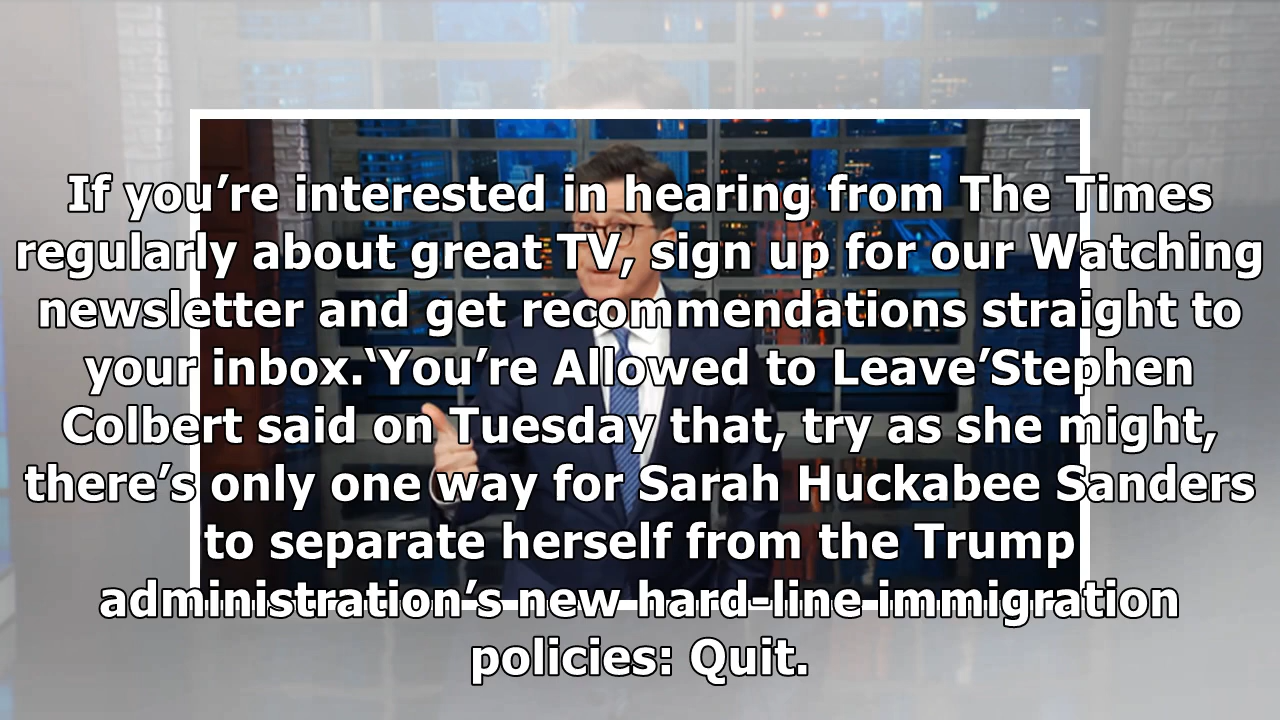 If you’re interested in hearing from The Times
regularly about great TV, sign up for our Watching
newsletter and get recommendations straight to
your inbox.‘You’re Allowed to Leave’Stephen
Colbert said on Tuesday that, try as she might,
there’s only one way for Sarah Huckabee Sanders
to separate herself from the Trump
administration’s new hard-line immigration
policies: Quit.